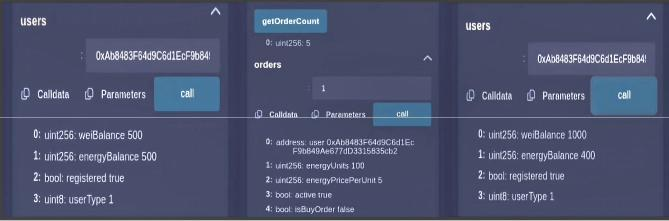 users
: 0xAb8483F64d9C6d1EcF9b849
Calldata Parameters call
0: uint256: weiBalance 500
1: uint256: energyBalance 500
2: bool: registered true
3: uint8: userType 1
getOrderCount
0: uint256: 5
orders
: 1
Calldata Parameters call
0: address: user 0xAb8483F64d9C6d1Ec
F9b849Ae677dD3315835cb2
1: uint256: energyUnits 100
2: uint256: energyPricePerUnit 5
3: bool: active true
4: bool: isBuyOrder false
users
: 0xAb8483F64d9C6d1EcF9b84
Calldata Parameters call
0: uint256: weiBalance 1000
1: uint256: energyBalance 400
2: bool: registered true
3: uint8: userType 1